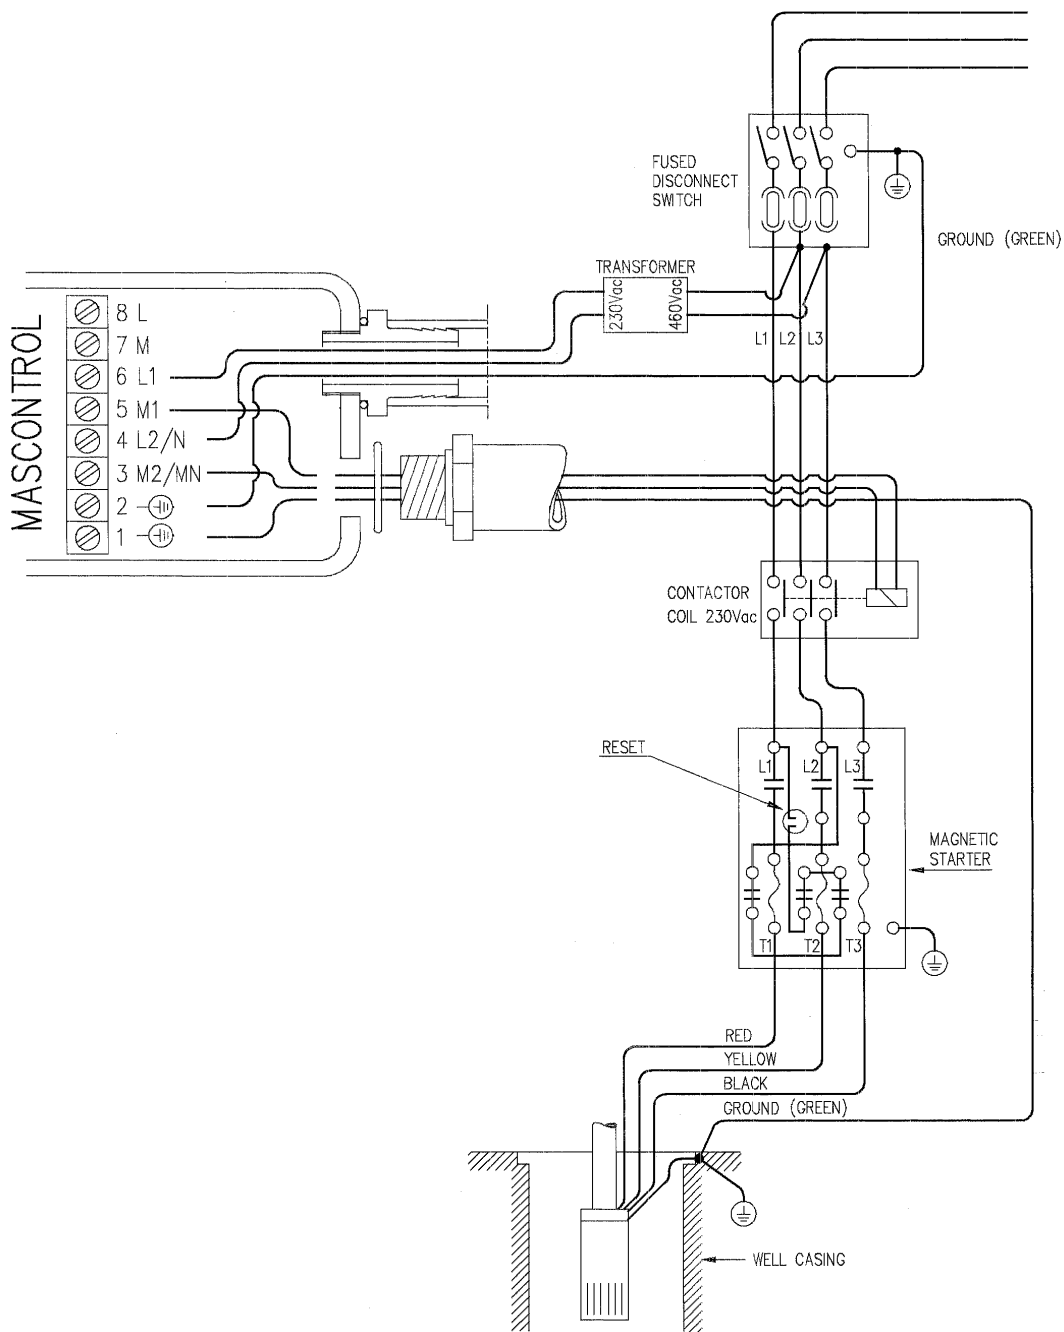 FUSED
DISCONNECT
SWITCH
GROUND (GREEN)
TRANSFORMER
230Vac
460Vac
L1 L2 L3
MASCONTROL
8 L
7 M
6 L1
5 M1
4 L2/N
3 M2/MN
2
1
CONTACTOR
COIL 230Vac
RESET
L1 L2 L3
MAGNETIC
STARTER
T1 T2 T3
RED
YELLOW
BLACK
GROUND (GREEN)
WELL CASING